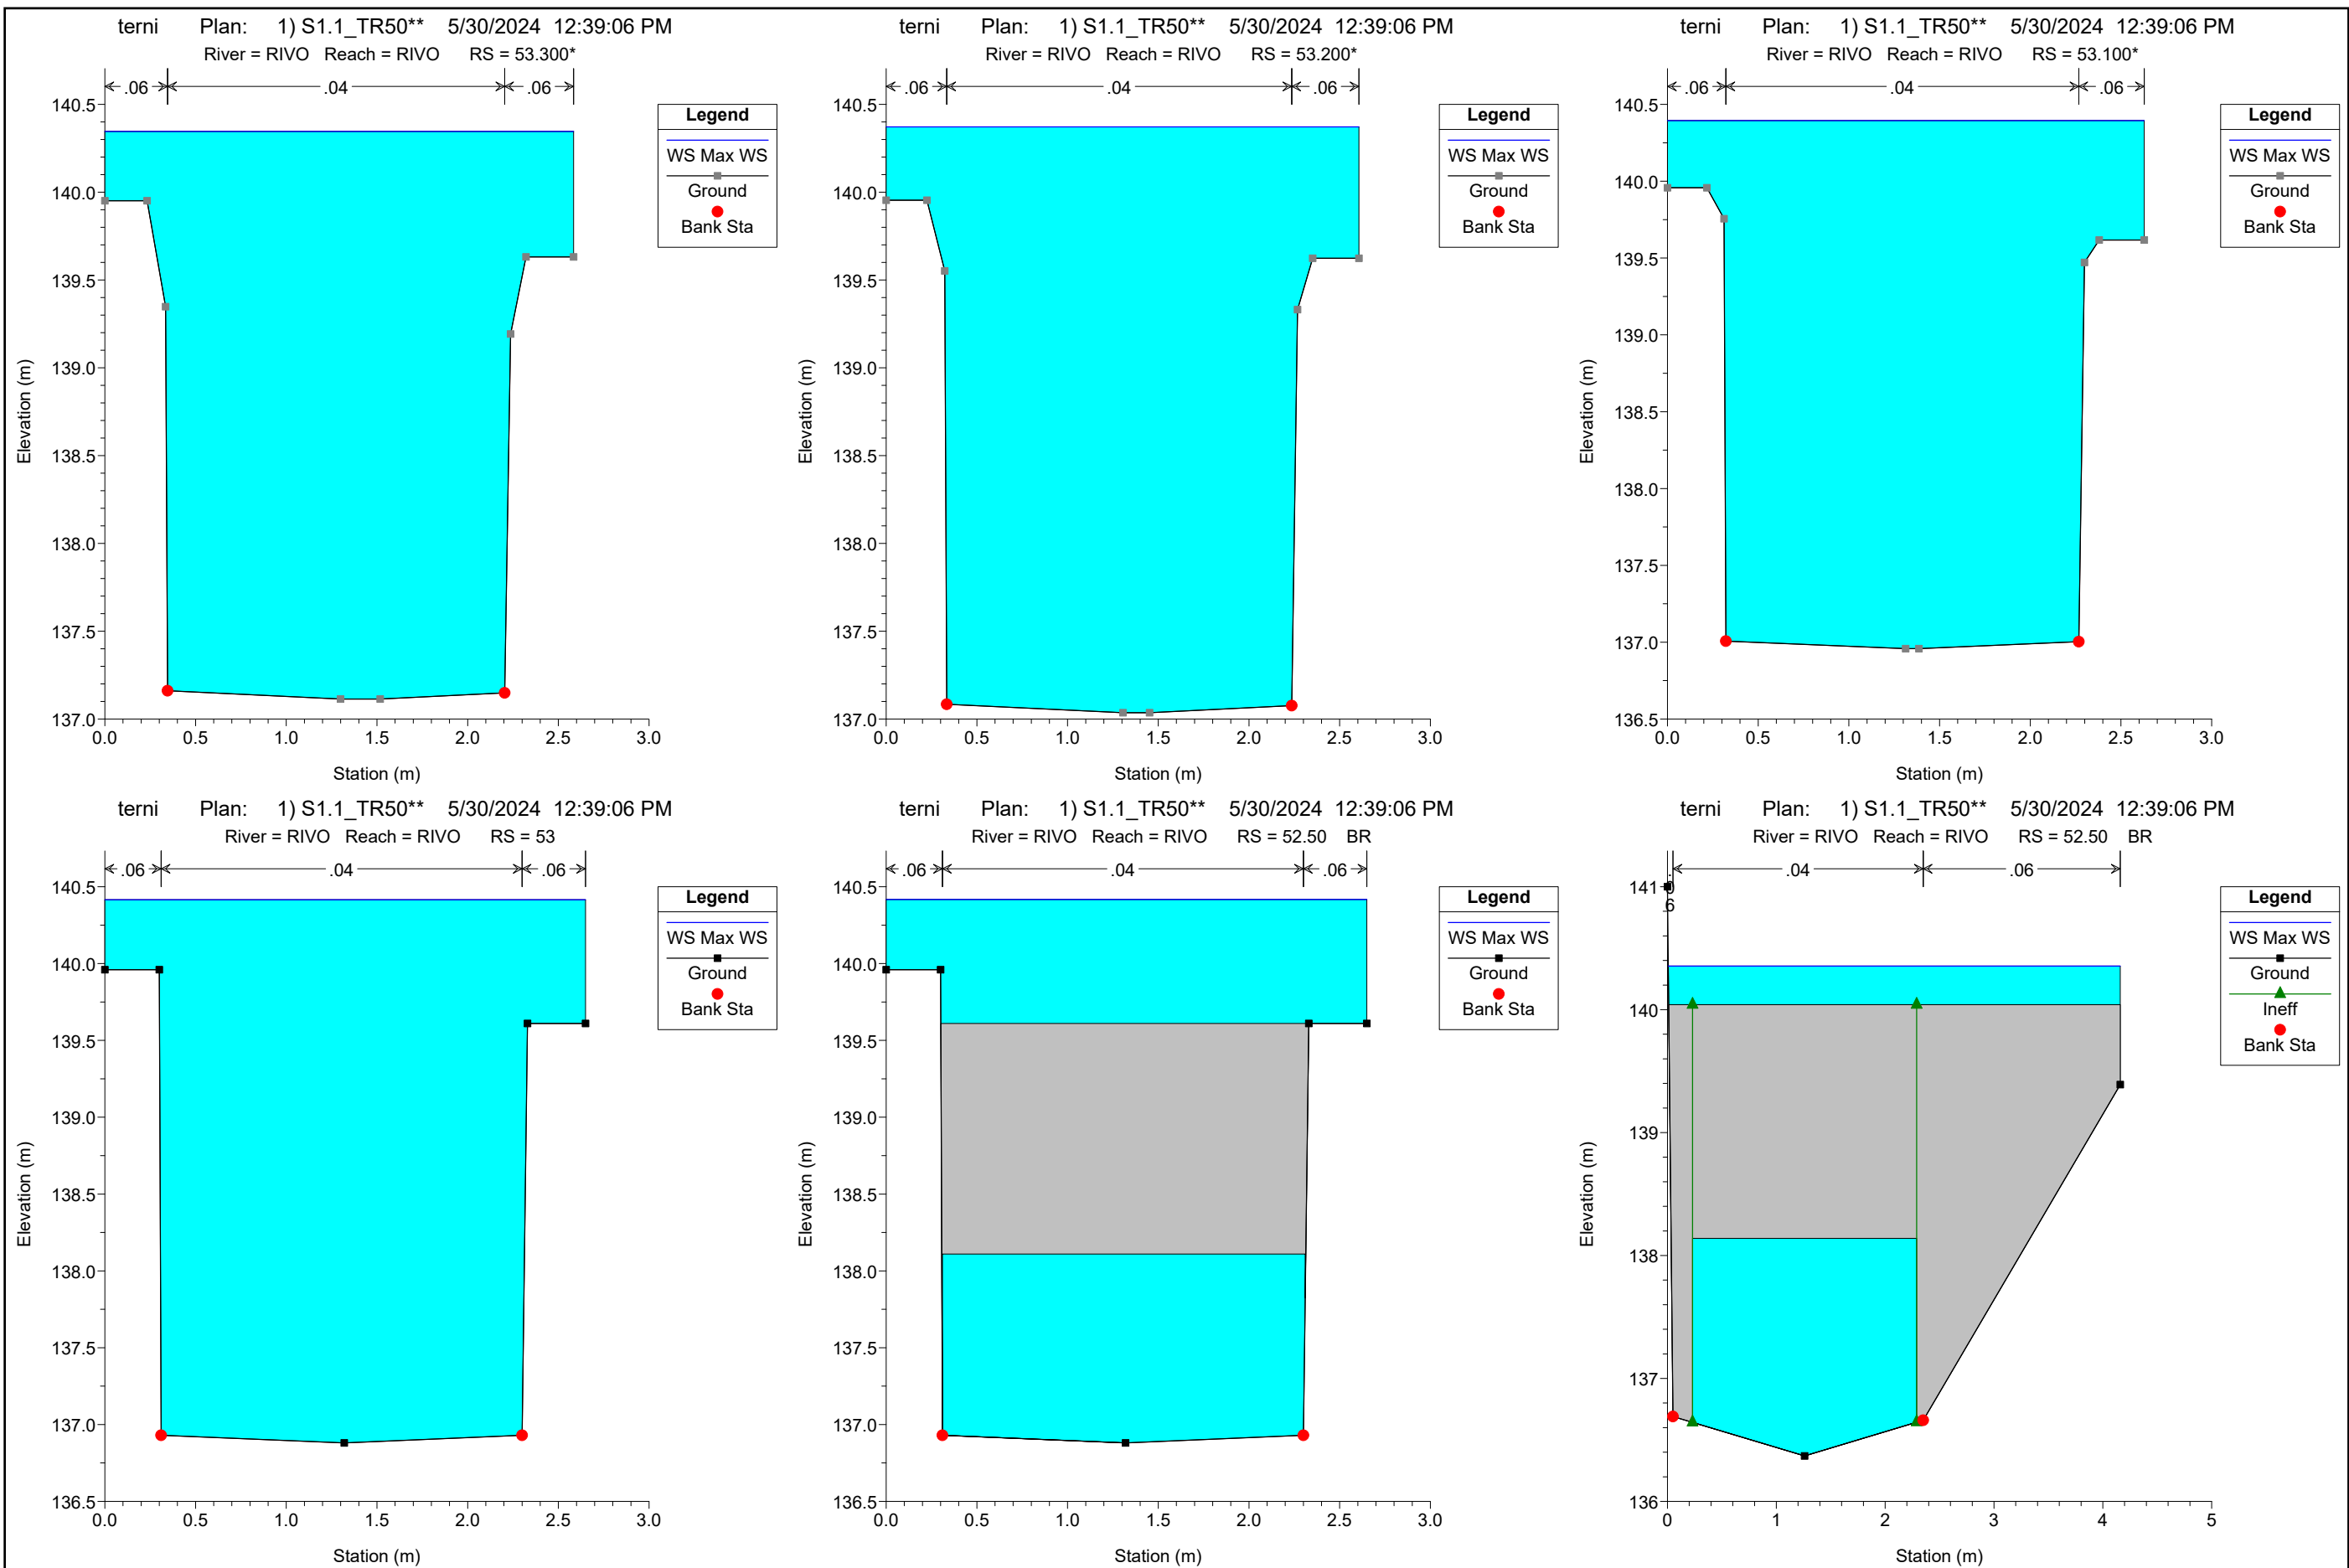 terni Plan: 1) S1.1_TR50** 5/30/2024 12:39:06 PM
River = RIVO Reach = RIVO RS = 53.300*
.06 .04 .06
140.5
140.0
139.5
139.0
138.5
138.0
137.5
137.0
Elevation (m)
0.0 0.5 1.0 1.5 2.0 2.5 3.0
Station (m)
Legend
WS Max WS
Ground
Bank Sta
terni Plan: 1) S1.1_TR50** 5/30/2024 12:39:06 PM
River = RIVO Reach = RIVO RS = 53.200*
.06 .04 .06
140.5
140.0
139.5
139.0
138.5
138.0
137.5
137.0
Elevation (m)
0.0 0.5 1.0 1.5 2.0 2.5 3.0
Station (m)
Legend
WS Max WS
Ground
Bank Sta
terni Plan: 1) S1.1_TR50** 5/30/2024 12:39:06 PM
River = RIVO Reach = RIVO RS = 53.100*
.06 .04 .06
140.5
140.0
139.5
139.0
138.5
138.0
137.5
137.0
136.5
Elevation (m)
0.0 0.5 1.0 1.5 2.0 2.5 3.0
Station (m)
Legend
WS Max WS
Ground
Bank Sta
terni Plan: 1) S1.1_TR50** 5/30/2024 12:39:06 PM
River = RIVO Reach = RIVO RS = 53
.06 .04 .06
140.5
140.0
139.5
139.0
138.5
138.0
137.5
137.0
136.5
Elevation (m)
0.0 0.5 1.0 1.5 2.0 2.5 3.0
Station (m)
Legend
WS Max WS
Ground
Bank Sta
terni Plan: 1) S1.1_TR50** 5/30/2024 12:39:06 PM
River = RIVO Reach = RIVO RS = 52.50 BR
.06 .04 .06
140.5
140.0
139.5
139.0
138.5
138.0
137.5
137.0
136.5
Elevation (m)
0.0 0.5 1.0 1.5 2.0 2.5 3.0
Station (m)
Legend
WS Max WS
Ground
Bank Sta
terni Plan: 1) S1.1_TR50** 5/30/2024 12:39:06 PM
River = RIVO Reach = RIVO RS = 52.50 BR
.04 .06
141
6
140
139
138
137
136
Elevation (m)
0 1 2 3 4 5
Station (m)
Legend
WS Max WS
Ground
Ineff
Bank Sta